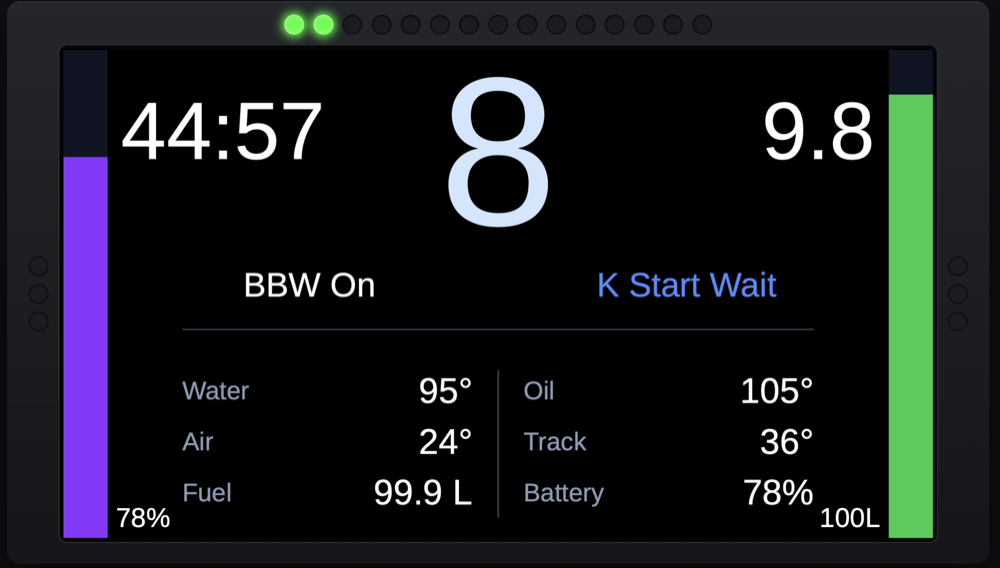 44:57 8 9.8
BBW On K Start Wait
Water 95° Oil 105°
Air 24° Track 36°
Fuel 99.9 L Battery 78%
78% 100L